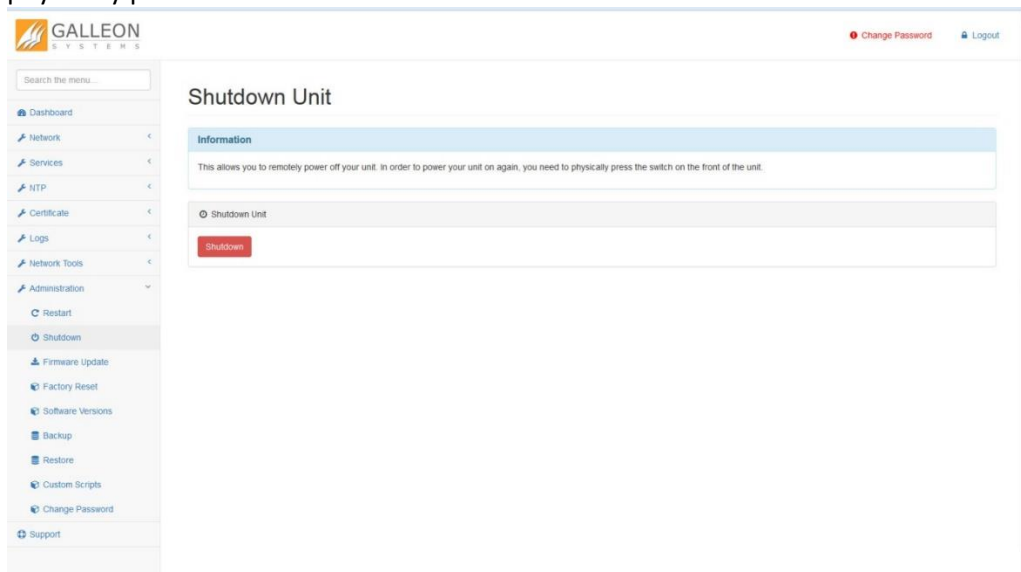 GALLEON
SYSTEMS
Change Password
Logout
Search the menu...
Dashboard
Network
Services
NTP
Certificate
Logs
Network Tools
Administration
Restart
Shutdown
Firmware Update
Factory Reset
Software Versions
Backup
Restore
Custom Scripts
Change Password
Support
Shutdown Unit
Information
This allows you to remotely power off your unit. In order to power your unit on again, you need to physically press the switch on the front of the unit.
Shutdown Unit
Shutdown